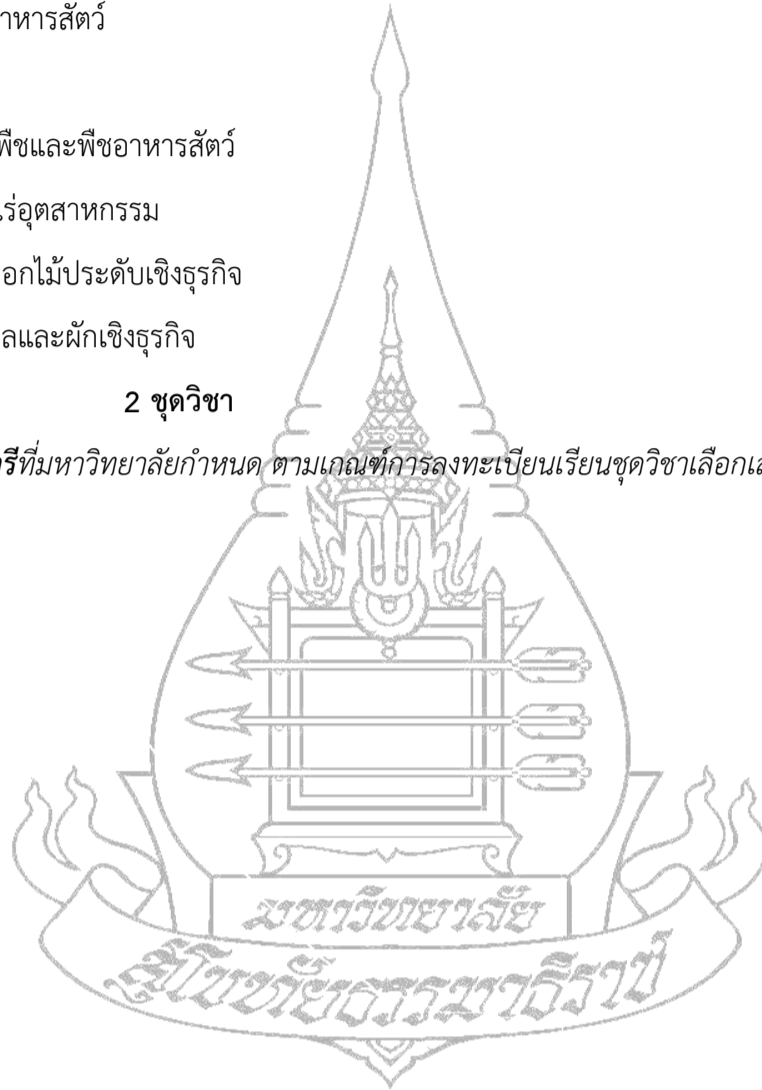 าหารสัตว์
พืชและพืชอาหารสัตว์
ไร่อุตสาหกรรม
อกไม้ประดับเชิงธุรกิจ
ลและผักเชิงธุรกิจ
2 ชุดวิชา
ตรีที่มหาวิทยาลัยกำหนด ตามเกณฑ์การลงทะเบียนเรียนชุดวิชาเลือกเส
มหาวิทยาลัย
สุโขทัยธรรมาธิราช